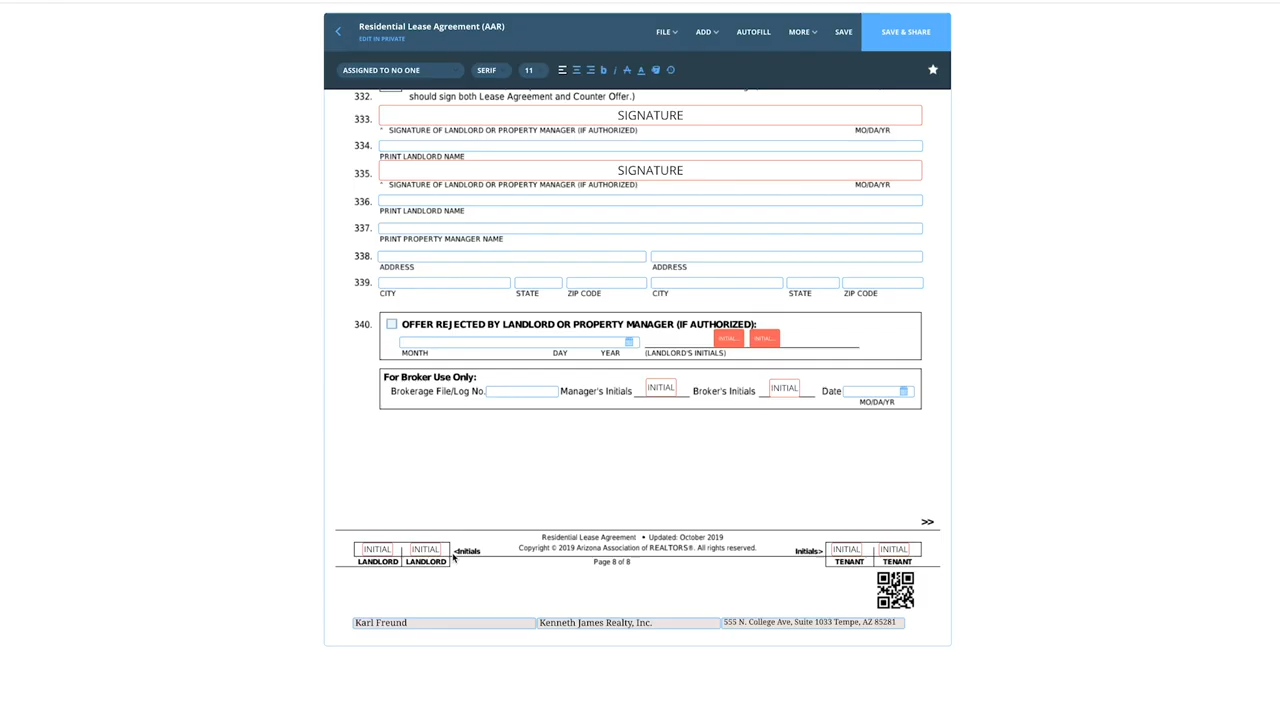 Residential Lease Agreement (AAR)
EDIT IN PRIVATE
FILE ADD AUTOFILL MORE SAVE SAVE & SHARE
ASSIGNED TO NO ONE SERIF 11 b i A A
332. should sign both Lease Agreement and Counter Offer.)
333. SIGNATURE
^ SIGNATURE OF LANDLORD OR PROPERTY MANAGER (IF AUTHORIZED) MO/DA/YR
334.
PRINT LANDLORD NAME
335. SIGNATURE
^ SIGNATURE OF LANDLORD OR PROPERTY MANAGER (IF AUTHORIZED) MO/DA/YR
336.
PRINT LANDLORD NAME
337.
PRINT PROPERTY MANAGER NAME
338.
ADDRESS ADDRESS
339.
CITY STATE ZIP CODE CITY STATE ZIP CODE
340. OFFER REJECTED BY LANDLORD OR PROPERTY MANAGER (IF AUTHORIZED):
INITIAL... INITIAL...
MONTH DAY YEAR (LANDLORD'S INITIALS)
For Broker Use Only:
Brokerage File/Log No. Manager's Initials INITIAL Broker's Initials INITIAL Date
MO/DA/YR
>>
Residential Lease Agreement • Updated: October 2019
INITIAL INITIAL <Initials Copyright © 2019 Arizona Association of REALTORS®. All rights reserved. Initials> INITIAL INITIAL
LANDLORD LANDLORD Page 8 of 8 TENANT TENANT
Karl Freund Kenneth James Realty, Inc. 555 N. College Ave, Suite 1033 Tempe, AZ 85281